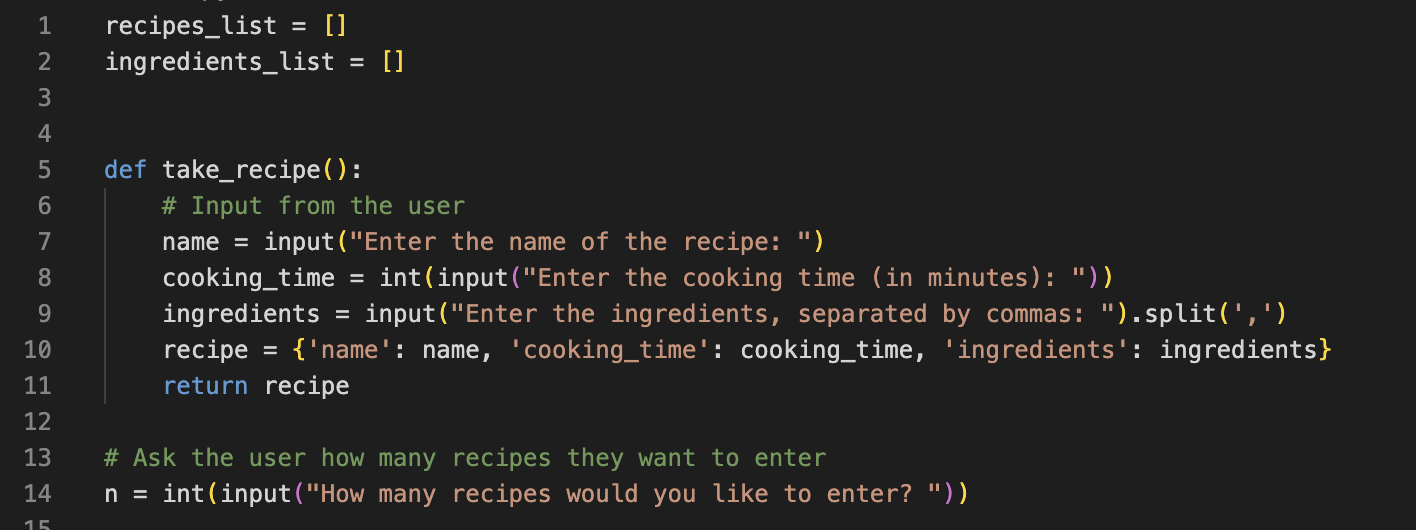 1 recipes_list = []
2 ingredients_list = []
3
4
5 def take_recipe():
6     # Input from the user
7     name = input("Enter the name of the recipe: ")
8     cooking_time = int(input("Enter the cooking time (in minutes): "))
9     ingredients = input("Enter the ingredients, separated by commas: ").split(',')
10     recipe = {'name': name, 'cooking_time': cooking_time, 'ingredients': ingredients}
11     return recipe
12
13 # Ask the user how many recipes they want to enter
14 n = int(input("How many recipes would you like to enter? "))
15